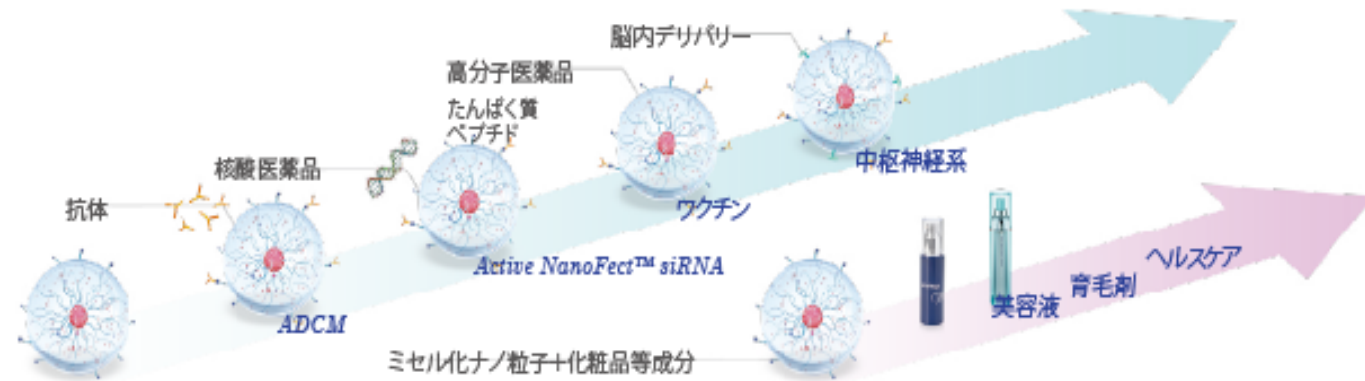 脳内デリバリー
高分子医薬品
たんぱく質
ペプチド
核酸医薬品
抗体
中枢神経系
ワクチン
Active NanoFect™ siRNA
ADCM
ヘルスケア
育毛剤
美容液
ミセル化ナノ粒子+化粧品等成分